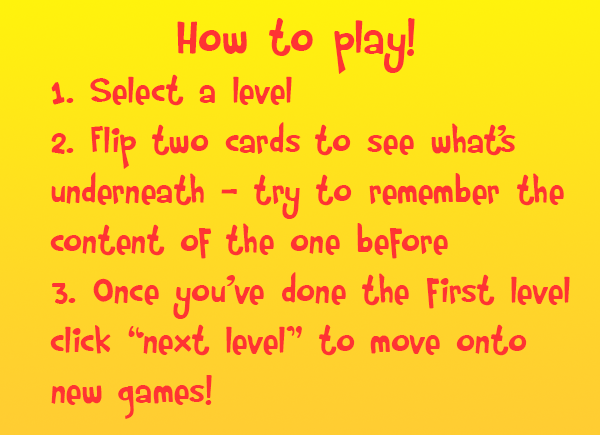 How to play!
1. Select a level
2. Flip two cards to see what's
underneath - try to remember the
content of the one before
3. Once you've done the first level
click “next level” to move onto
new games!